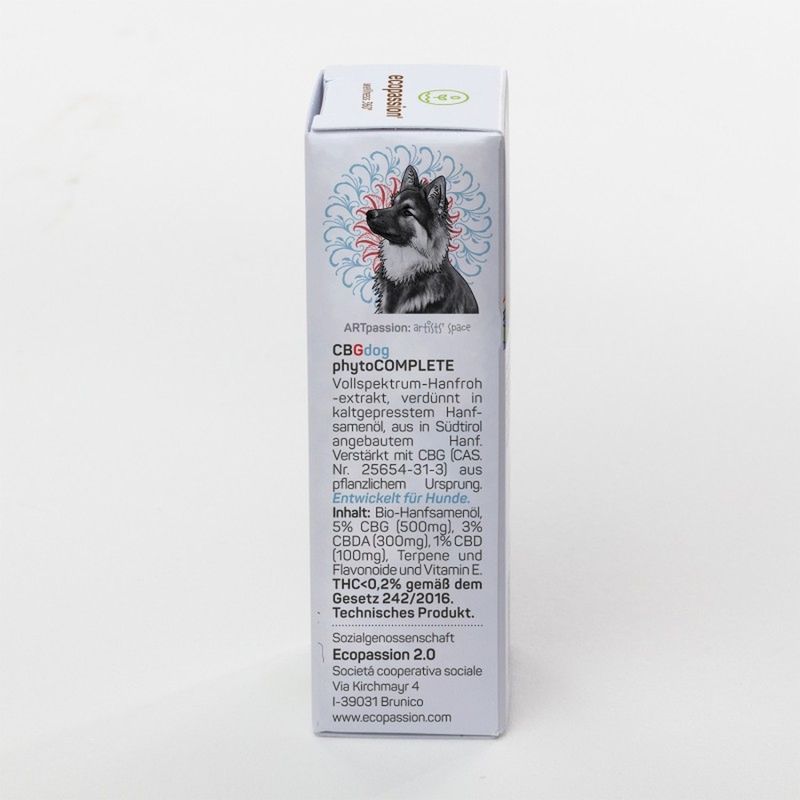 ecopassion®
wellness 360°
ARTpassion: artists' space
CBGdog
phytoCOMPLETE
Vollspektrum-Hanfroh
-extrakt, verdünnt in
kaltgepresstem Hanf-
samenöl, aus in Südtirol
angebautem Hanf.
Verstärkt mit CBG (CAS.
Nr. 25654-31-3) aus
pflanzlichem Ursprung.
Entwickelt für Hunde.
Inhalt: Bio-Hanfsamenöl,
5% CBG (500mg), 3%
CBDA (300mg), 1% CBD
(100mg), Terpene und
Flavonoide und Vitamin E.
THC<0,2% gemäß dem
Gesetz 242/2016.
Technisches Produkt.
Sozialgenossenschaft
Ecopassion 2.0
Societá cooperativa sociale
Via Kirchmayr 4
I-39031 Brunico
www.ecopassion.com